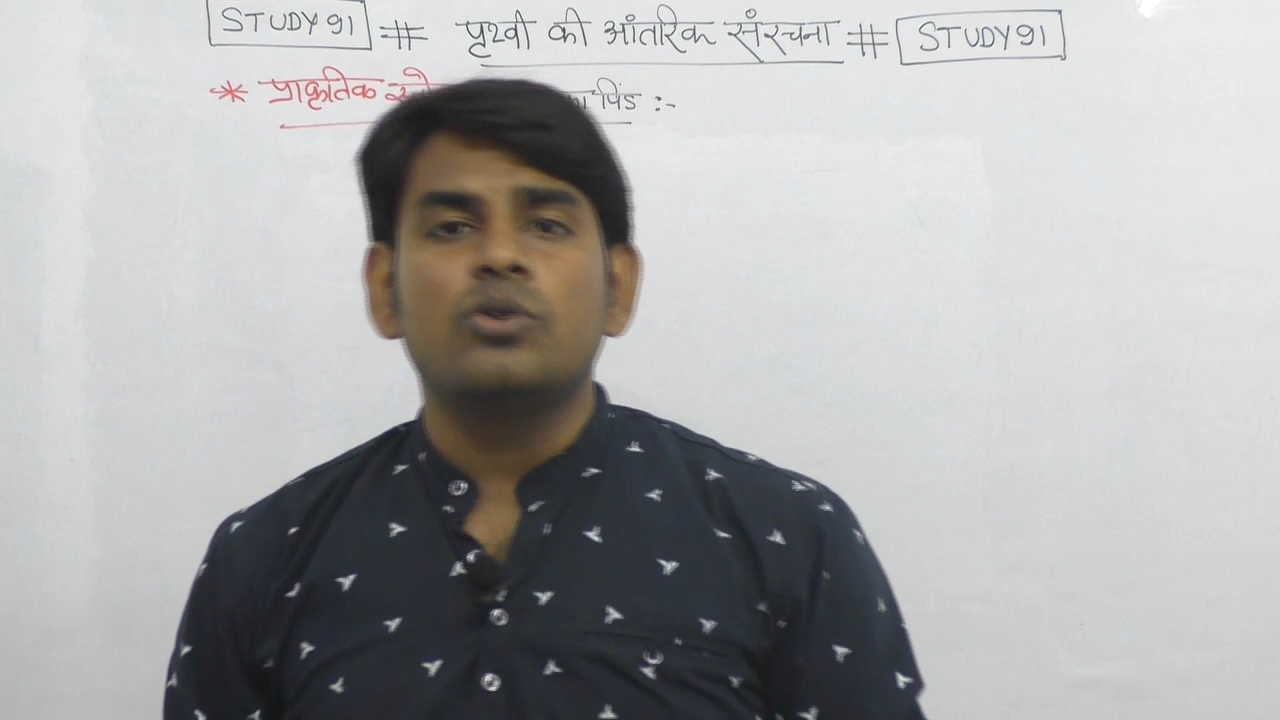 STUDY91 # पृथ्वी की आंतरिक संरचना # STUDY91
* प्राकृतिक पिंड :-